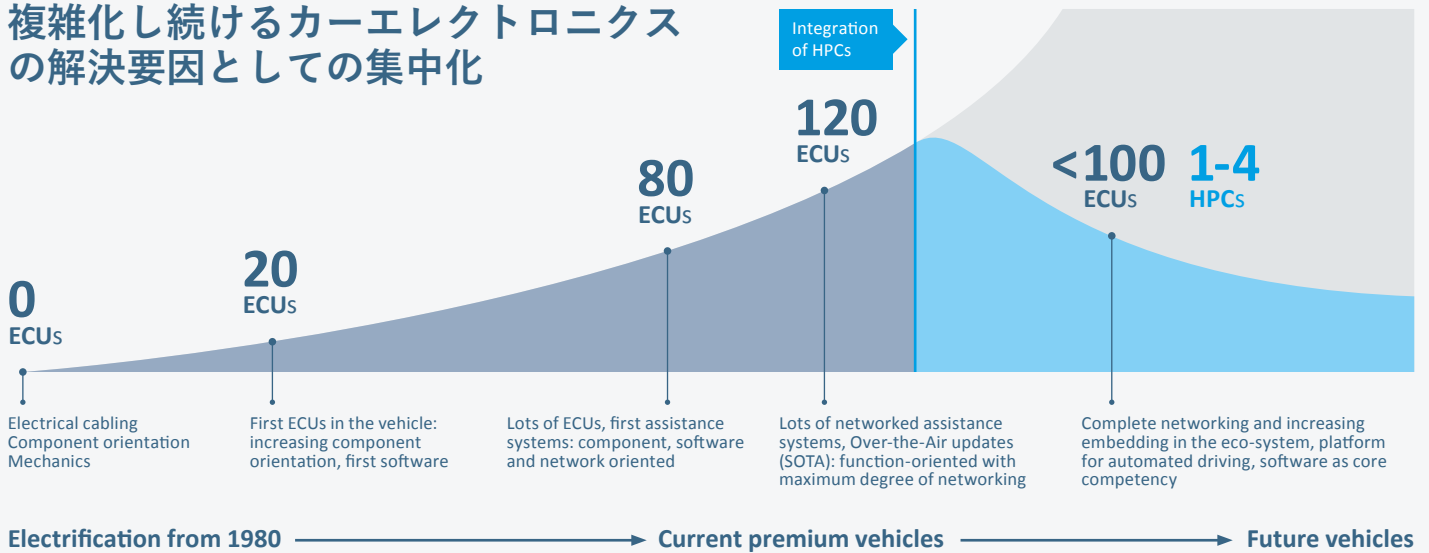 複雑化し続けるカーエレクトロニクス
の解決要因としての集中化
Integration
of HPCs
0
ECUs
20
ECUs
80
ECUs
120
ECUs
<100
ECUs
1-4
HPCs
Electrical cabling
Component orientation
Mechanics
First ECUs in the vehicle:
increasing component
orientation, first software
Lots of ECUs, first assistance
systems: component, software
and network oriented
Lots of networked assistance
systems, Over-the-Air updates
(SOTA): function-oriented with
maximum degree of networking
Complete networking and increasing
embedding in the eco-system, platform
for automated driving, software as core
competency
Electrification from 1980
Current premium vehicles
Future vehicles